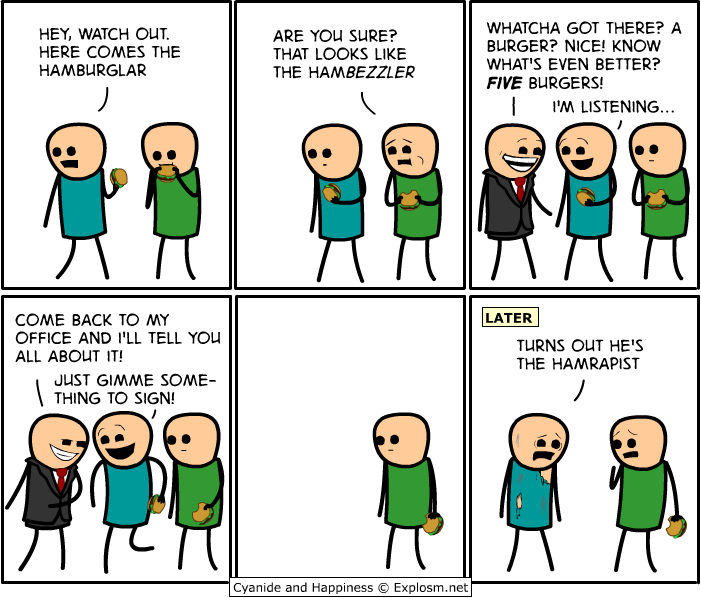 HEY, WATCH OUT.
HERE COMES THE
HAMBURGLAR
ARE YOU SURE?
THAT LOOKS LIKE
THE HAMBEZZLER
WHATCHA GOT THERE? A
BURGER? NICE! KNOW
WHAT'S EVEN BETTER?
FIVE BURGERS!
I'M LISTENING...
COME BACK TO MY
OFFICE AND I'LL TELL YOU
ALL ABOUT IT!
JUST GIMME SOME-
THING TO SIGN!
LATER
TURNS OUT HE'S
THE HAMRAPIST
Cyanide and Happiness © Explosm.net